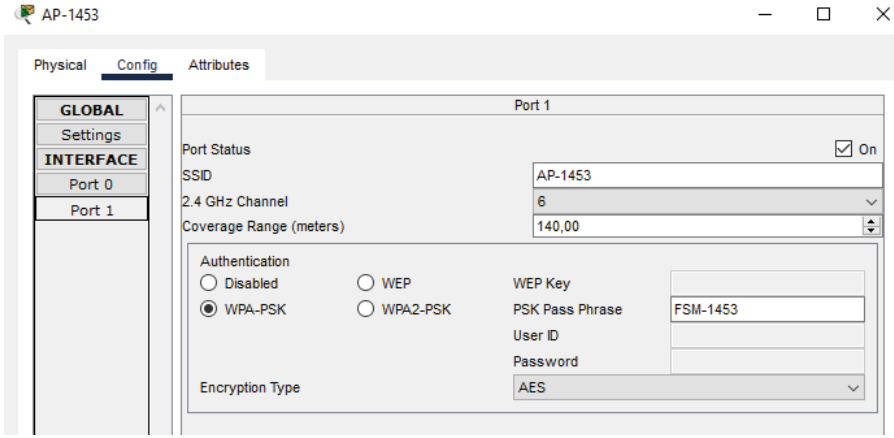 AP-1453
Physical Config Attributes
GLOBAL
Settings
INTERFACE
Port 0
Port 1
Port 1
Port Status On
SSID AP-1453
2.4 GHz Channel 6
Coverage Range (meters) 140,00
Authentication
Disabled WEP WEP Key
WPA-PSK WPA2-PSK PSK Pass Phrase FSM-1453
User ID
Password
Encryption Type AES